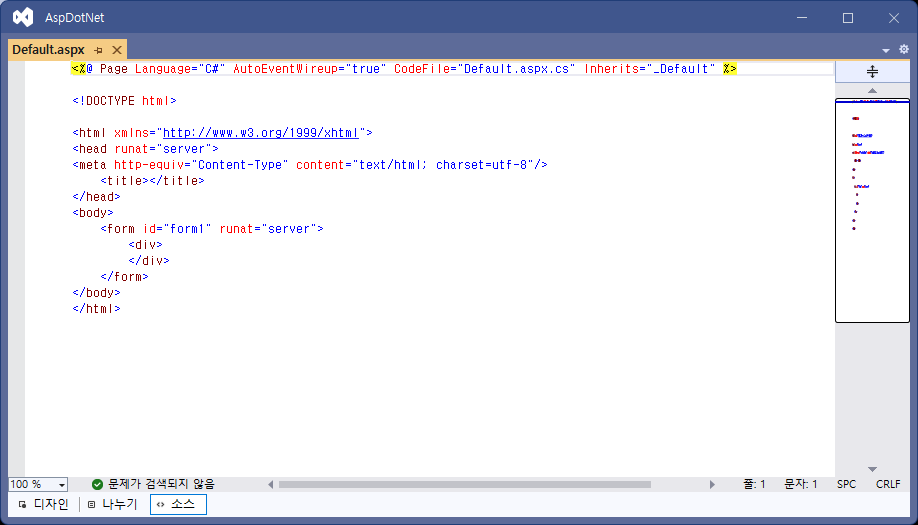 AspDotNet
Default.aspx
<%@ Page Language="C#" AutoEventWireup="true" CodeFile="Default.aspx.cs" Inherits="_Default" %>
<!DOCTYPE html>
<html xmlns="http://www.w3.org/1999/xhtml">
<head runat="server">
<meta http-equiv="Content-Type" content="text/html; charset=utf-8"/>
<title></title>
</head>
<body>
<form id="form1" runat="server">
<div>
</div>
</form>
</body>
</html>
100 % 문제가 검색되지 않음 줄: 1 문자: 1 SPC CRLF
디자인 나누기 소스